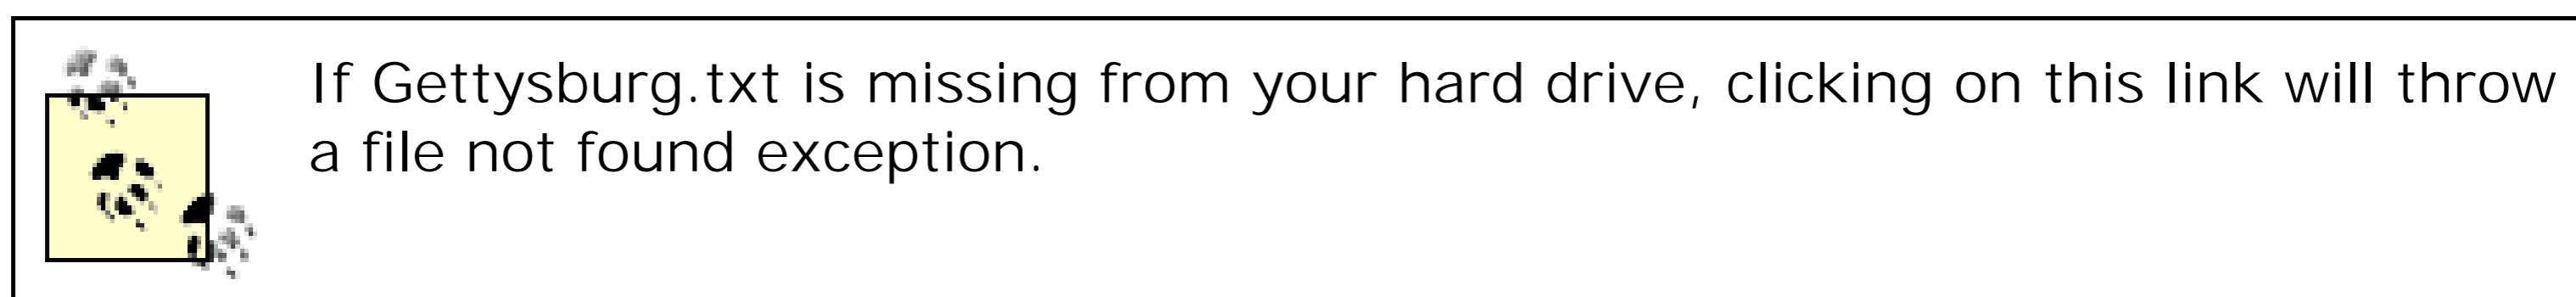 If Gettysburg.txt is missing from your hard drive, clicking on this link will throw
a file not found exception.